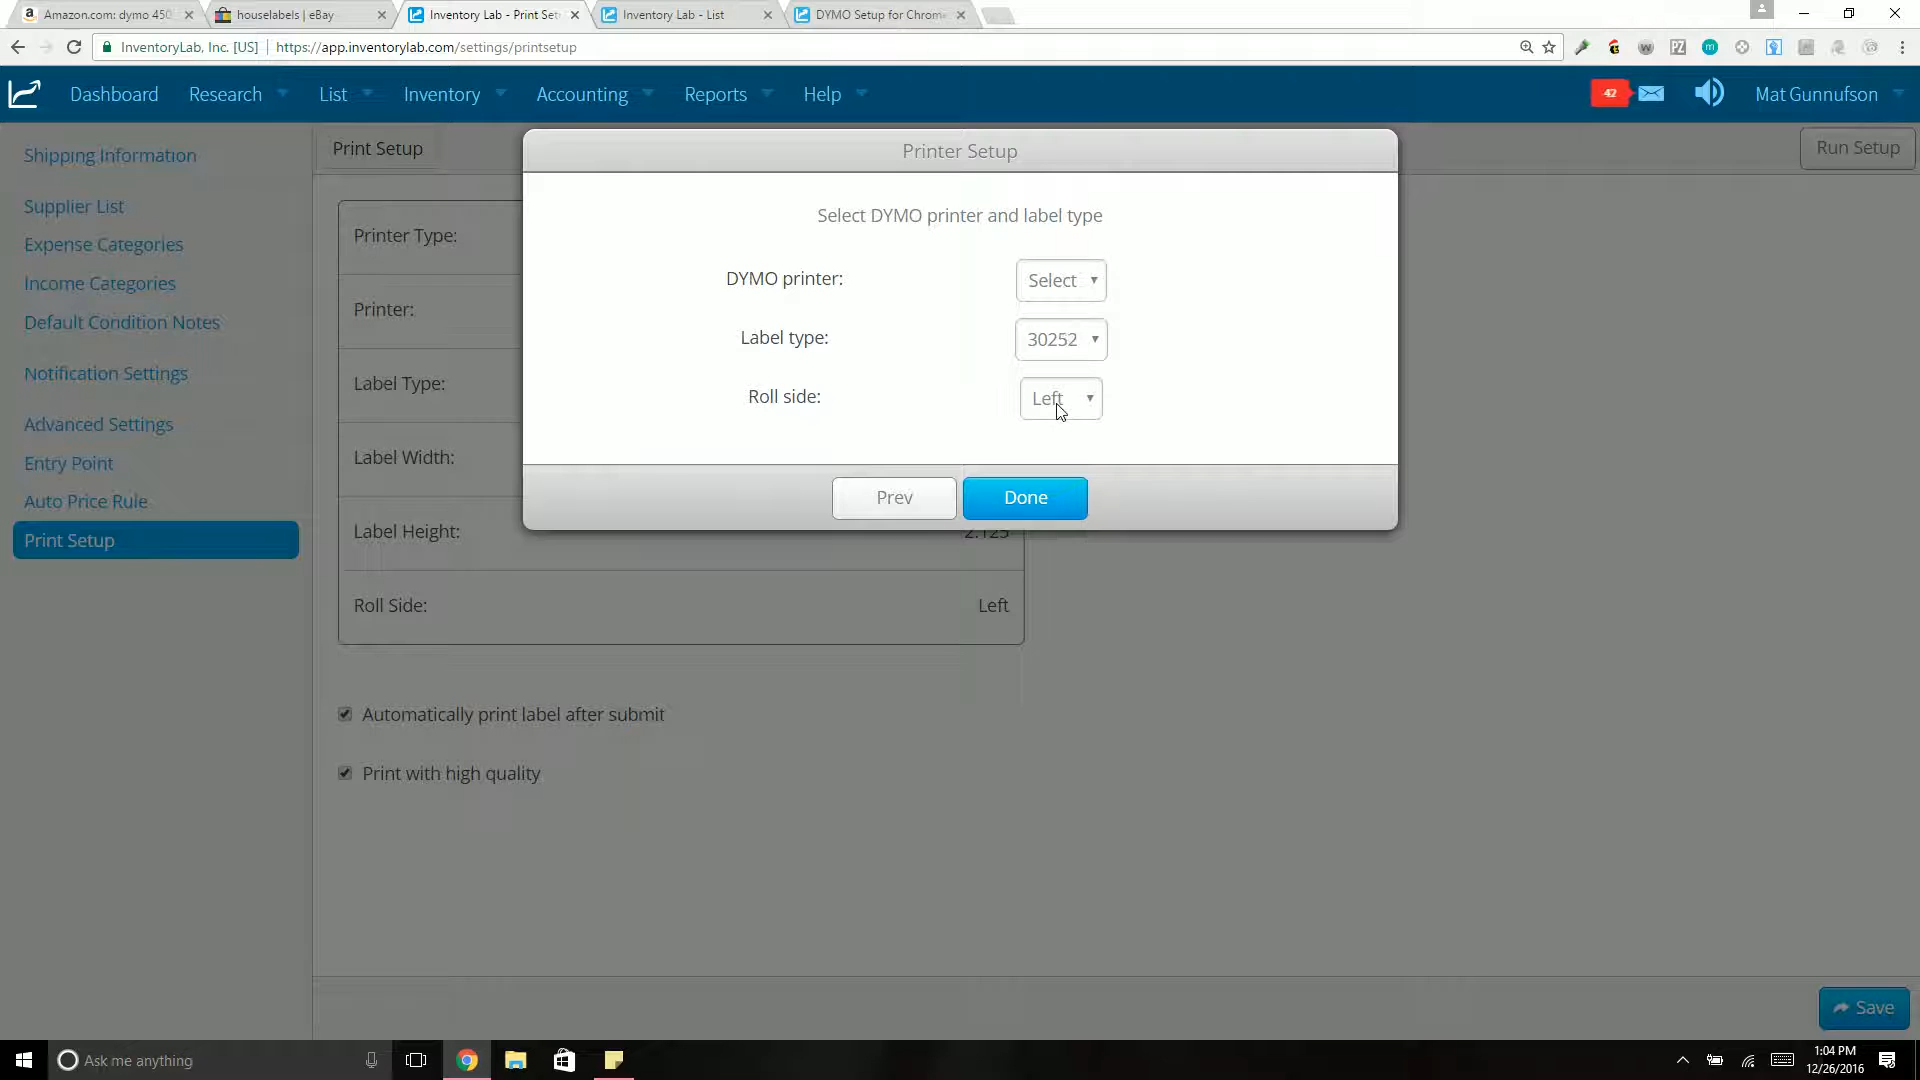 Amazon.com: dymo 450
houselabels | eBay
Inventory Lab - Print Set
Inventory Lab - List
DYMO Setup for Chrom
InventoryLab, Inc. [US]
https://app.inventorylab.com/settings/printsetup
Dashboard
Research
List
Inventory
Accounting
Reports
Help
42
Mat Gunnufson
Shipping Information
Supplier List
Expense Categories
Income Categories
Default Condition Notes
Notification Settings
Advanced Settings
Entry Point
Auto Price Rule
Print Setup
Print Setup
Run Setup
Printer Type:
Printer:
Label Type:
Label Width:
Label Height:
2.125
Roll Side:
Left
Automatically print label after submit
Print with high quality
Printer Setup
Select DYMO printer and label type
DYMO printer:
Select
Label type:
30252
Roll side:
Left
Prev
Done
Save
Ask me anything
1:04 PM
12/26/2016